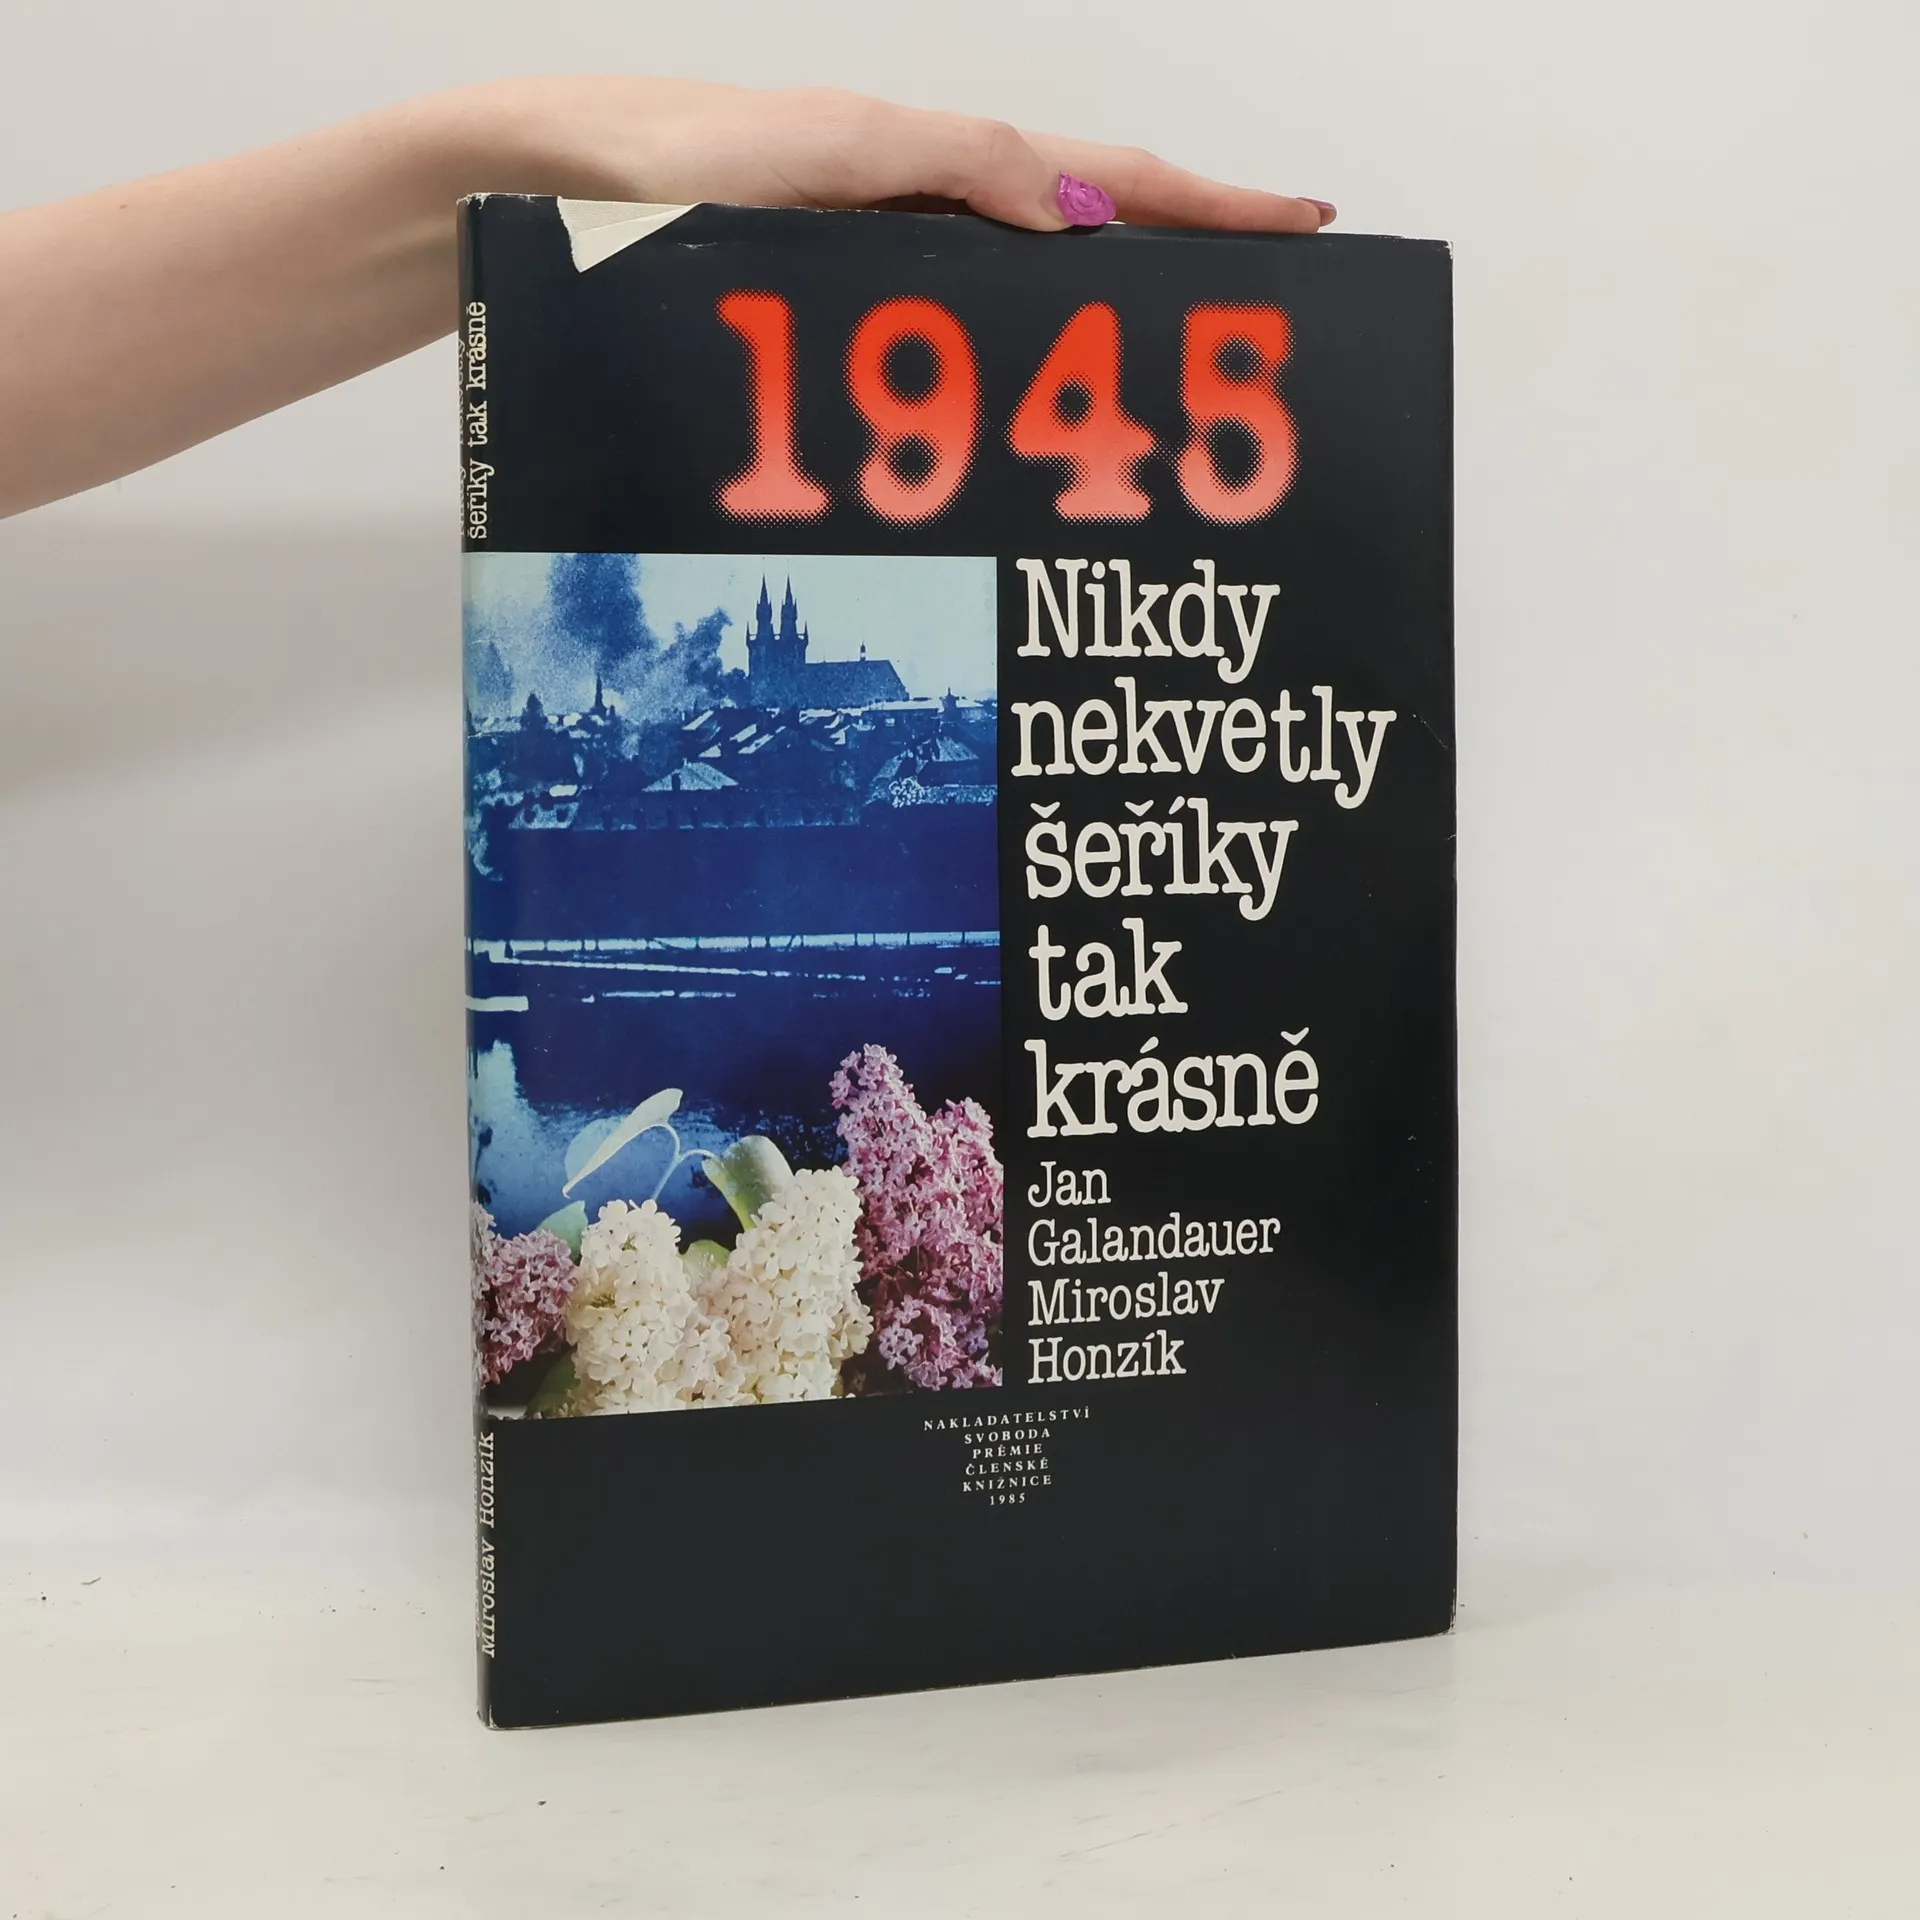 1945
Nikdy
nekvetly
šeříky
tak
krásně
Jan
Galandauer
Miroslav
Honzík
NAKLADATELSTVÍ
SVOBODA
PRÉMIE
ČLENSKÉ
KNIŽNICE
1985
šeříky tak krásně
Miroslav Honzík